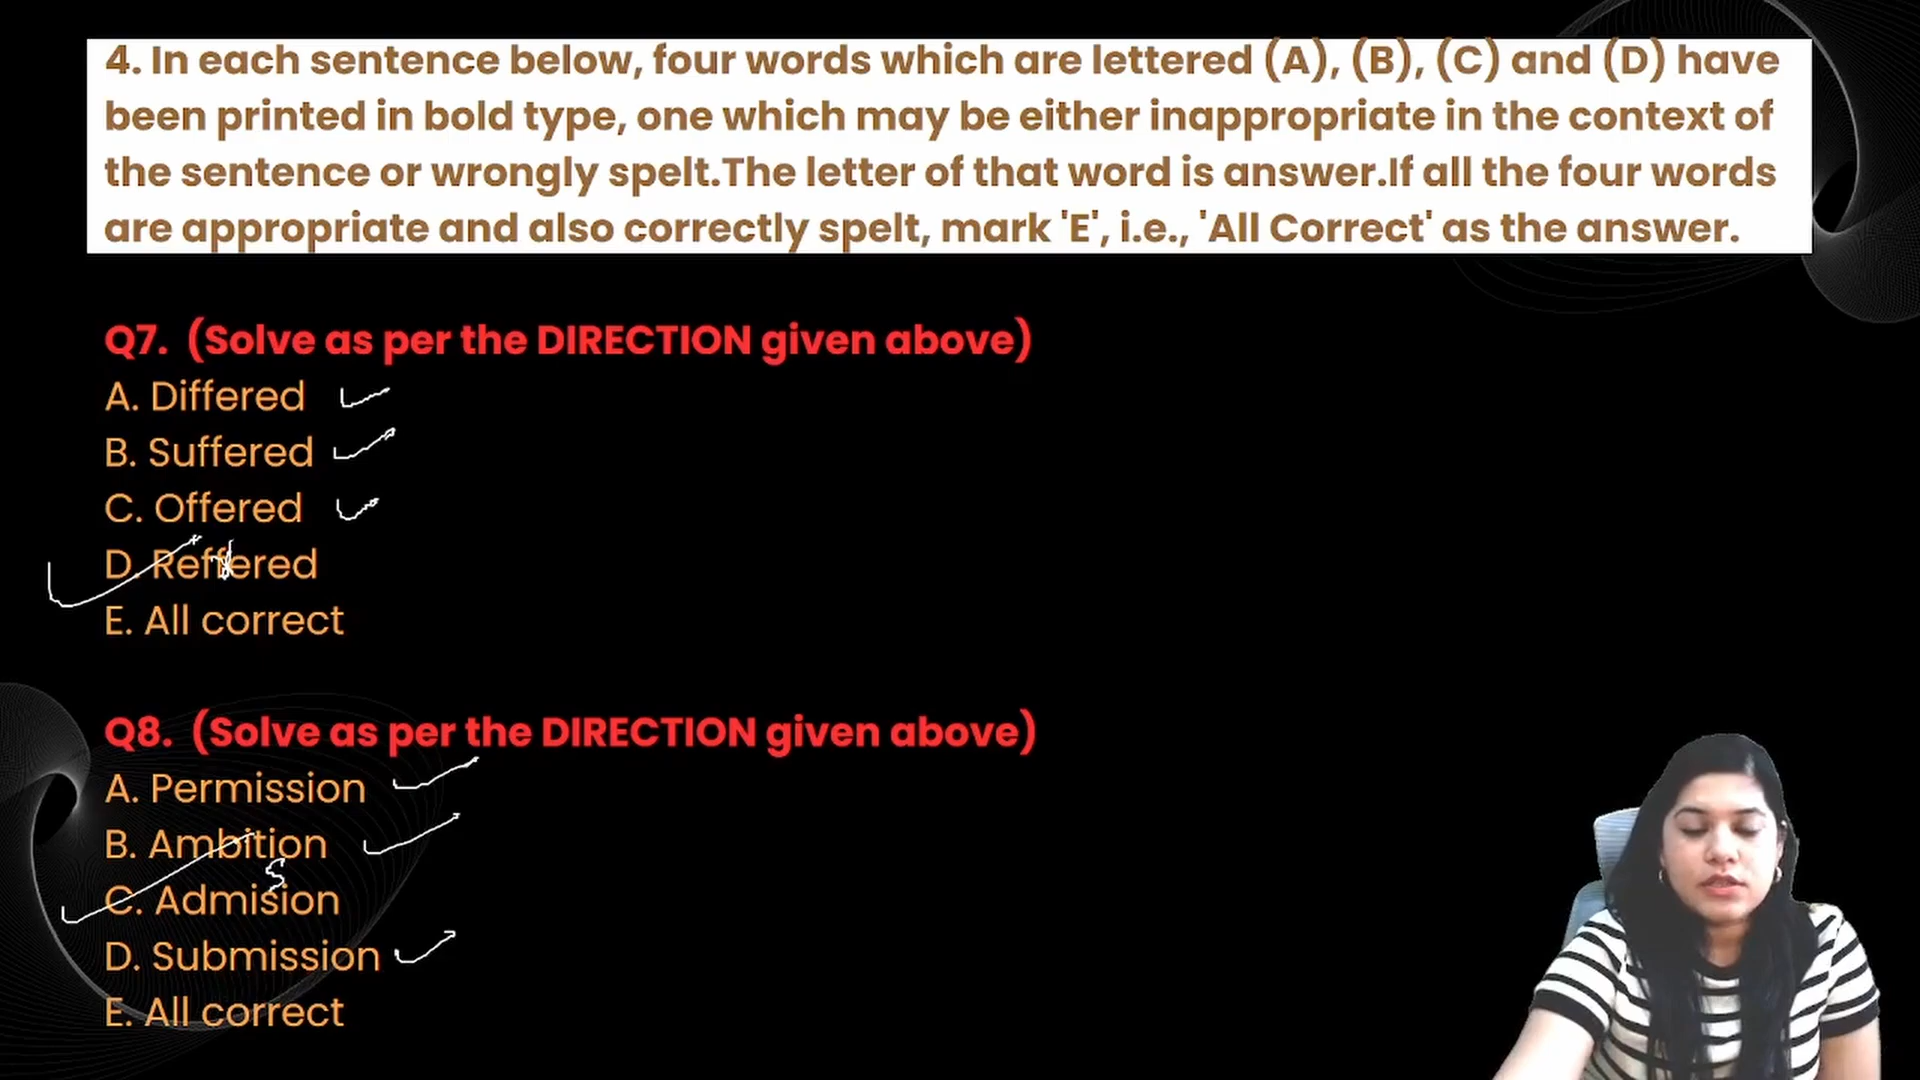 4. In each sentence below, four words which are lettered (A), (B), (C) and (D) have
been printed in bold type, one which may be either inappropriate in the context of
the sentence or wrongly spelt.The letter of that word is answer.If all the four words
are appropriate and also correctly spelt, mark 'E', i.e., 'All Correct' as the answer.
Q7. (Solve as per the DIRECTION given above)
A. Differed
B. Suffered
C. Offered
D. Reffered
E. All correct
Q8. (Solve as per the DIRECTION given above)
A. Permission
B. Ambition
s
C. Admision
D. Submission
E. All correct